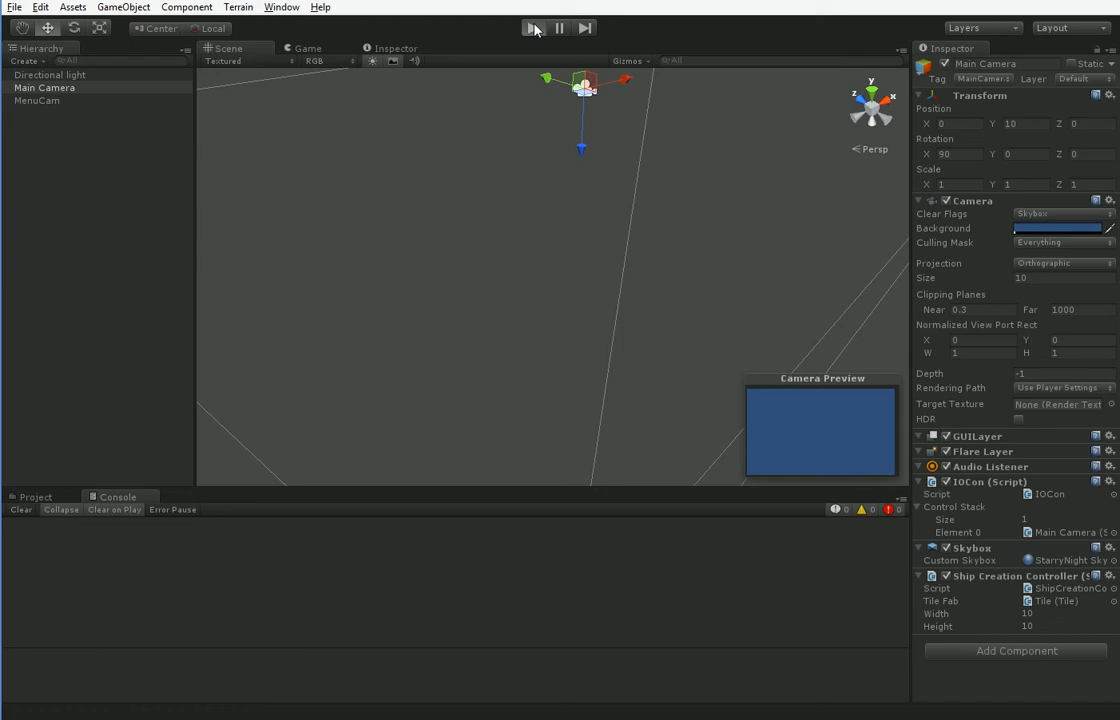 File Edit Assets GameObject Component Terrain Window Help
Center Local Layers Layout
Hierarchy Scene Game Inspector Inspector
Create All Textured RGB Gizmos All Main Camera Static
Directional light
Main Camera
MenuCam
Tag MainCamera Layer Default
y
z
x
Persp
Transform
Position
X 0 Y 10 Z 0
Rotation
X 90 Y 0 Z 0
Scale
X 1 Y 1 Z 1
Camera
Clear Flags Skybox
Background
Culling Mask Everything
Projection Orthographic
Size 10
Clipping Planes
Near 0.3 Far 1000
Normalized View Port Rect
X 0 Y 0
W 1 H 1
Depth -1
Rendering Path Use Player Settings
Target Texture None (Render Text
HDR
Camera Preview
GUILayer
Flare Layer
Audio Listener
IOCon (Script)
Script IOCon
Control Stack
Size 1
Element 0 Main Camera (S
Skybox
Custom Skybox StarryNight Sky
Ship Creation Controller (S
Script ShipCreationCo
Tile Fab Tile (Tile)
Width 10
Height 10
Add Component
Project Console
Clear Collapse Clear on Play Error Pause 0 0 0